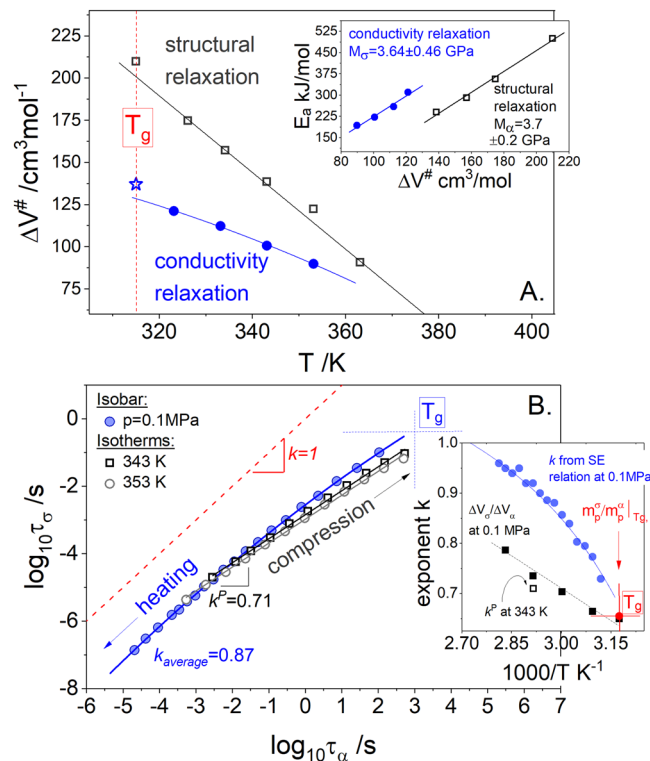 ΔV# /cm³mol⁻¹
225
200
175
150
125
100
75
structural
relaxation
Tg
conductivity
relaxation
A.
320
340
360
380
400
T /K
Ea kJ/mol
525
450
375
300
225
150
conductivity relaxation
Mσ=3.64±0.46 GPa
structural
relaxation
Mα=3.7
±0.2 GPa
80 100 120 140 160 180 200 220
ΔV# cm³/mol
log₁₀τσ /s
0
-2
-4
-6
-8
Isobar:
p=0.1MPa
Isotherms:
343 K
353 K
k=1
Tg
B.
heating
compression
kᴾ=0.71
kaverage=0.87
-6 -5 -4 -3 -2 -1 0 1 2 3 4 5 6 7
log₁₀τα /s
exponent k
1.0
0.9
0.8
0.7
0.6
k from SE
relation at 0.1MPa
ΔVσ/ΔVα
at 0.1 MPa
mpσ/mpα|Tg,
kᴾ at 343 K
Tg
2.70 2.85 3.00 3.15
1000/T K⁻¹